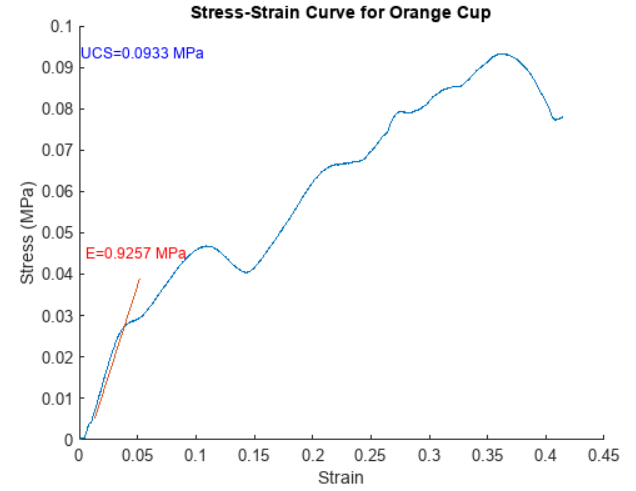 Stress-Strain Curve for Orange Cup
UCS=0.0933 MPa
E=0.9257 MPa
Stress (MPa)
0.1
0.09
0.08
0.07
0.06
0.05
0.04
0.03
0.02
0.01
0
0 0.05 0.1 0.15 0.2 0.25 0.3 0.35 0.4 0.45
Strain